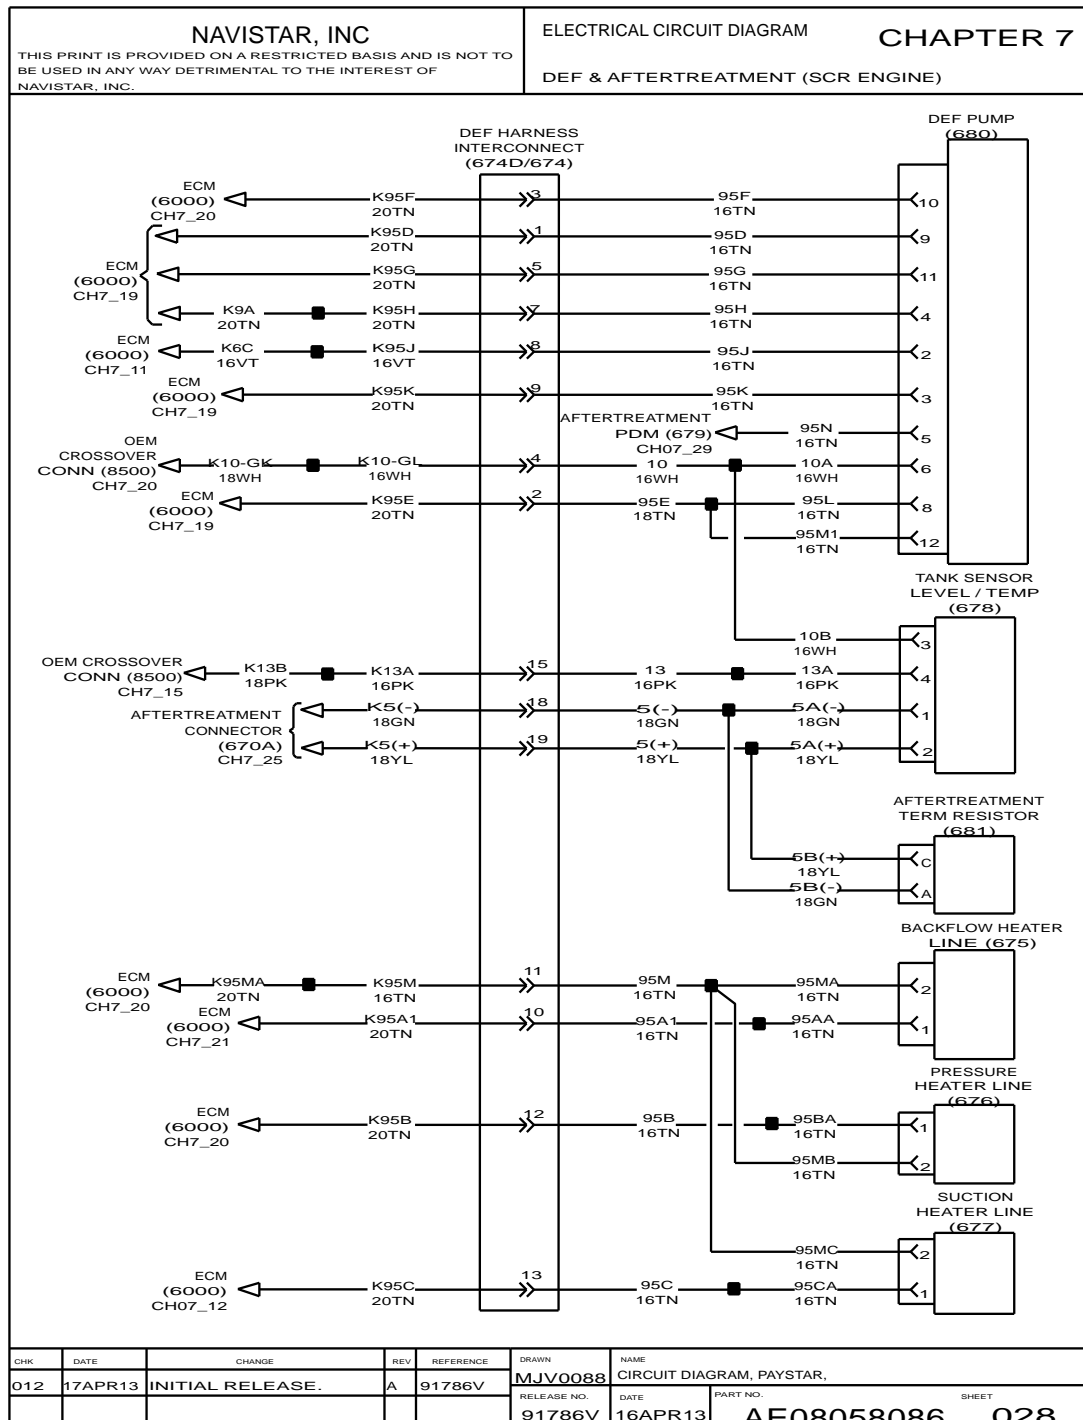 NAVISTAR, INC
THIS PRINT IS PROVIDED ON A RESTRICTED BASIS AND IS NOT TO
BE USED IN ANY WAY DETRIMENTAL TO THE INTEREST OF
NAVISTAR, INC.
ELECTRICAL CIRCUIT DIAGRAM
CHAPTER 7
DEF & AFTERTREATMENT (SCR ENGINE)
DEF HARNESS
INTERCONNECT
(674D/674)
DEF PUMP
(680)
ECM
(6000)
CH7_20
K95F
20TN
3
95F
16TN
10
K95D
20TN
1
95D
16TN
9
ECM
(6000)
CH7_19
K95G
20TN
5
95G
16TN
11
K9A
20TN
K95H
20TN
7
95H
16TN
4
ECM
(6000)
CH7_11
K6C
16VT
K95J
16VT
8
95J
16TN
2
ECM
(6000)
CH7_19
K95K
20TN
9
95K
16TN
3
AFTERTREATMENT
PDM (679)
CH07_29
95N
16TN
5
OEM
CROSSOVER
CONN (8500)
CH7_20
K10-GK
18WH
K10-GL
16WH
4
10
16WH
10A
16WH
6
ECM
(6000)
CH7_19
K95E
20TN
2
95E
18TN
95L
16TN
8
95M1
16TN
12
TANK SENSOR
LEVEL / TEMP
(678)
10B
16WH
3
OEM CROSSOVER
CONN (8500)
CH7_15
K13B
18PK
K13A
16PK
15
13
16PK
13A
16PK
4
AFTERTREATMENT
CONNECTOR
(670A)
CH7_25
K5(-)
18GN
18
5(-)
18GN
5A(-)
18GN
1
K5(+)
18YL
19
5(+)
18YL
5A(+)
18YL
2
AFTERTREATMENT
TERM RESISTOR
(681)
5B(+)
18YL
C
5B(-)
18GN
A
BACKFLOW HEATER
LINE (675)
ECM
(6000)
CH7_20
K95MA
20TN
K95M
16TN
11
95M
16TN
95MA
16TN
2
ECM
(6000)
CH7_21
K95A1
20TN
10
95A1
16TN
95AA
16TN
1
PRESSURE
HEATER LINE
(676)
ECM
(6000)
CH7_20
K95B
20TN
12
95B
16TN
95BA
16TN
1
95MB
16TN
2
SUCTION
HEATER LINE
(677)
95MC
16TN
2
ECM
(6000)
CH07_12
K95C
20TN
13
95C
16TN
95CA
16TN
1
CHK DATE CHANGE REV REFERENCE
012 17APR13 INITIAL RELEASE. A 91786V
DRAWN
MJV0088
NAME
CIRCUIT DIAGRAM, PAYSTAR,
RELEASE NO.
91786V
DATE
16APR13
PART NO.
AE08058086
SHEET
028